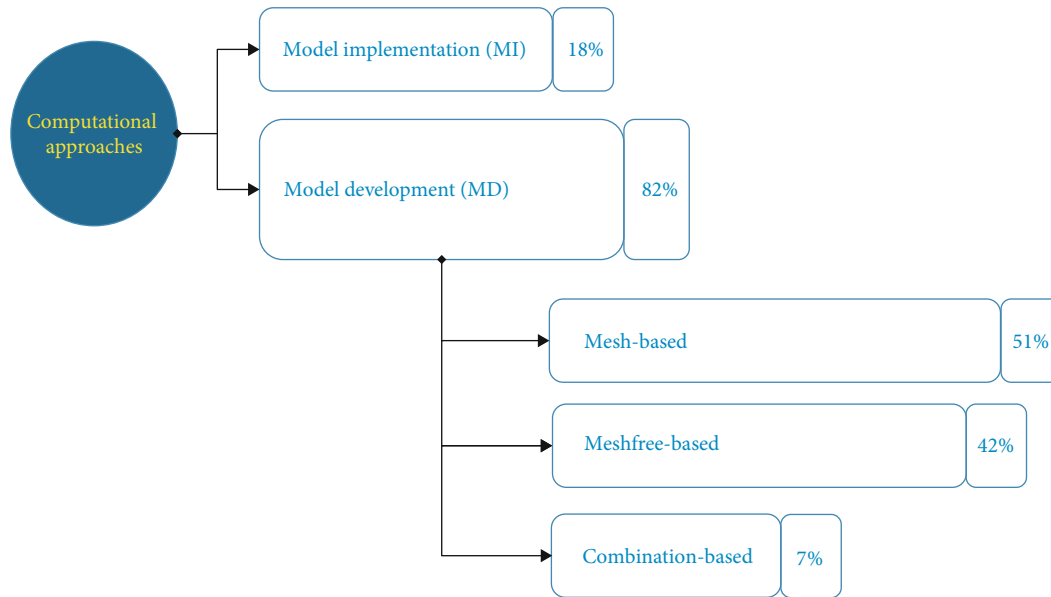 Computational
approaches
Model implementation (MI)
18%
Model development (MD)
82%
Mesh-based
51%
Meshfree-based
42%
Combination-based
7%